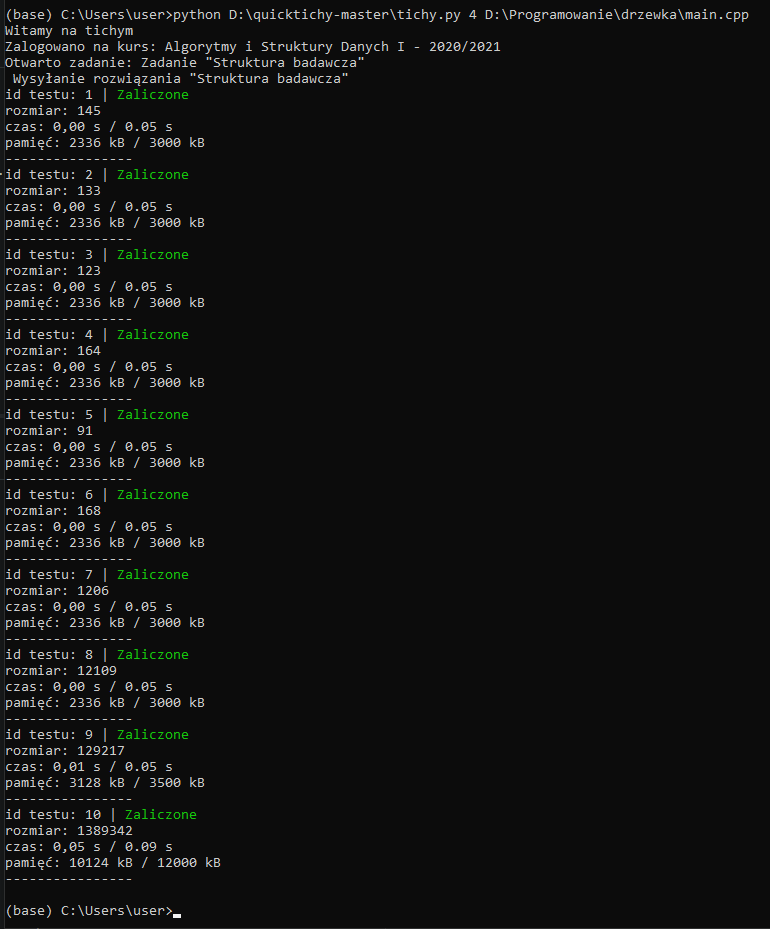 (base) C:\Users\user>python D:\quicktichy-master\tichy.py 4 D:\Programowanie\drzewka\main.cpp
Witamy na tichym
Zalogowano na kurs: Algorytmy i Struktury Danych I - 2020/2021
Otwarto zadanie: Zadanie "Struktura badawcza"
 Wysyłanie rozwiązania "Struktura badawcza"
id testu: 1 | Zaliczone
rozmiar: 145
czas: 0,00 s / 0.05 s
pamięć: 2336 kB / 3000 kB
----------------
id testu: 2 | Zaliczone
rozmiar: 133
czas: 0,00 s / 0.05 s
pamięć: 2336 kB / 3000 kB
----------------
id testu: 3 | Zaliczone
rozmiar: 123
czas: 0,00 s / 0.05 s
pamięć: 2336 kB / 3000 kB
----------------
id testu: 4 | Zaliczone
rozmiar: 164
czas: 0,00 s / 0.05 s
pamięć: 2336 kB / 3000 kB
----------------
id testu: 5 | Zaliczone
rozmiar: 91
czas: 0,00 s / 0.05 s
pamięć: 2336 kB / 3000 kB
----------------
id testu: 6 | Zaliczone
rozmiar: 168
czas: 0,00 s / 0.05 s
pamięć: 2336 kB / 3000 kB
----------------
id testu: 7 | Zaliczone
rozmiar: 1206
czas: 0,00 s / 0.05 s
pamięć: 2336 kB / 3000 kB
----------------
id testu: 8 | Zaliczone
rozmiar: 12109
czas: 0,00 s / 0.05 s
pamięć: 2336 kB / 3000 kB
----------------
id testu: 9 | Zaliczone
rozmiar: 129217
czas: 0,01 s / 0.05 s
pamięć: 3128 kB / 3500 kB
----------------
id testu: 10 | Zaliczone
rozmiar: 1389342
czas: 0,05 s / 0.09 s
pamięć: 10124 kB / 12000 kB
----------------
(base) C:\Users\user>